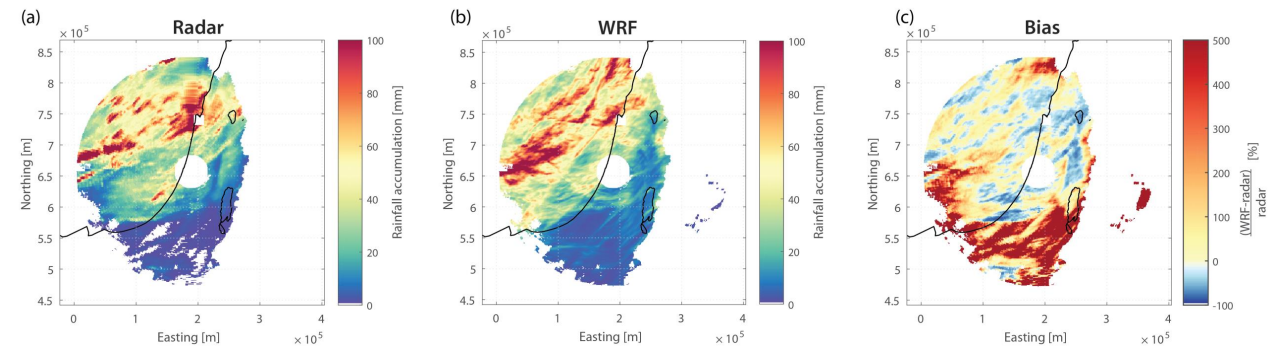 (a)
Radar
× 10⁵
8.5
8
7.5
7
6.5
6
5.5
5
4.5
Northing [m]
0 1 2 3 4
Easting [m]
× 10⁵
100
80
60
40
20
0
Rainfall accumulation [mm]
(b)
WRF
× 10⁵
8.5
8
7.5
7
6.5
6
5.5
5
4.5
Northing [m]
0 1 2 3 4
Easting [m]
× 10⁵
100
80
60
40
20
0
Rainfall accumulation [mm]
(c)
Bias
× 10⁵
8.5
8
7.5
7
6.5
6
5.5
5
4.5
Northing [m]
0 1 2 3 4
Easting [m]
× 10⁵
500
400
300
200
100
0
-100
(WRF-radar) [%]
radar